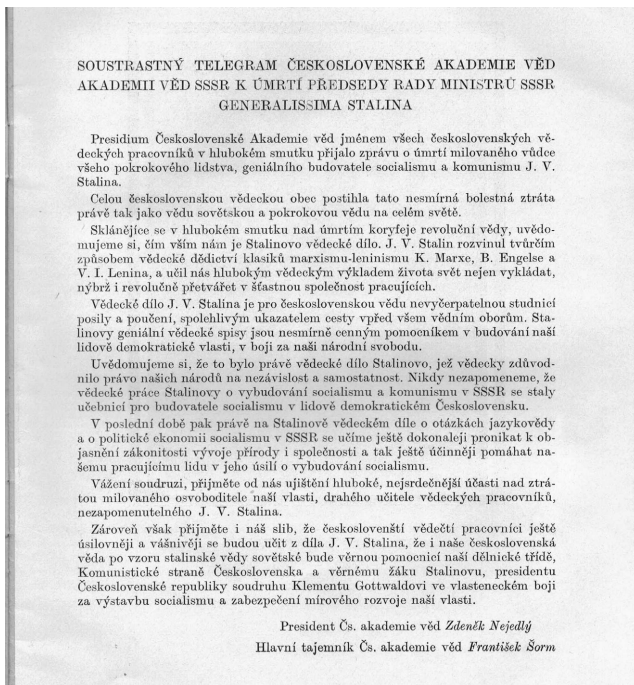 SOUSTRASTNÝ TELEGRAM ČESKOSLOVENSKÉ AKADEMIE VĚD
AKADEMII VĚD SSSR K ÚMRTÍ PŘEDSEDY RADY MINISTRŮ SSSR
GENERALISSIMA STALINA
Presidium Československé Akademie věd jménem všech československých vě-
deckých pracovníků v hlubokém smutku přijalo zprávu o úmrtí milovaného vůdce
všeho pokrokového lidstva, geniálního budovatele socialismu a komunismu J. V.
Stalina.
Celou československou vědeckou obec postihla tato nesmírná bolestná ztráta
právě tak jako vědu sovětskou a pokrokovou vědu na celém světě.
Sklánějíce se v hlubokém smutku nad úmrtím koryfeje revoluční vědy, uvědo-
mujeme si, čím vším nám je Stalinovo vědecké dílo. J. V. Stalin rozvinul tvůrčím
způsobem vědecké dědictví klasiků marxismu-leninismu K. Marxe, B. Engelse a
V. I. Lenina, a učil nás hlubokým vědeckým výkladem života svět nejen vykládat,
nýbrž i revolučně přetvářet v šťastnou společnost pracujících.
Vědecké dílo J. V. Stalina je pro československou vědu nevyčerpatelnou studnicí
posily a poučení, spolehlivým ukazatelem cesty vpřed všem vědním oborům. Sta-
linovy geniální vědecké spisy jsou nesmírně cenným pomocníkem v budování naší
lidově demokratické vlasti, v boji za naši národní svobodu.
Uvědomujeme si, že to bylo právě vědecké dílo Stalinovo, jež vědecky zdůvod-
nilo právo našich národů na nezávislost a samostatnost. Nikdy nezapomeneme, že
vědecké práce Stalinovy o vybudování socialismu a komunismu v SSSR se staly
učebnicí pro budovatele socialismu v lidově demokratickém Československu.
V poslední době pak právě na Stalinově vědeckém díle o otázkách jazykovědy
a o politické ekonomii socialismu v SSSR se učíme ještě dokonaleji pronikat k ob-
jasnění zákonitosti vývoje přírody i společnosti a tak ještě účinněji pomáhat na-
šemu pracujícímu lidu v jeho úsilí o vybudování socialismu.
Vážení soudruzi, přijměte od nás ujištění hluboké, nejsrdečnější účasti nad ztrá-
tou milovaného osvoboditele naší vlasti, drahého učitele vědeckých pracovníků,
nezapomenutelného J. V. Stalina.
Zároveň však přijměte i náš slib, že českoslovenští vědečtí pracovníci ještě
úsilovněji a vášnivěji se budou učit z díla J. V. Stalina, že i naše československá
věda po vzoru stalinské vědy sovětské bude věrnou pomocnicí naší dělnické třídě,
Komunistické straně Československa a věrnému žáku Stalinovu, presidentu
Československé republiky soudruhu Klementu Gottwaldovi ve vlasteneckém boji
za výstavbu socialismu a zabezpečení mírového rozvoje naší vlasti.
President Čs. akademie věd Zdeněk Nejedlý
Hlavní tajemník Čs. akademie věd František Šorm